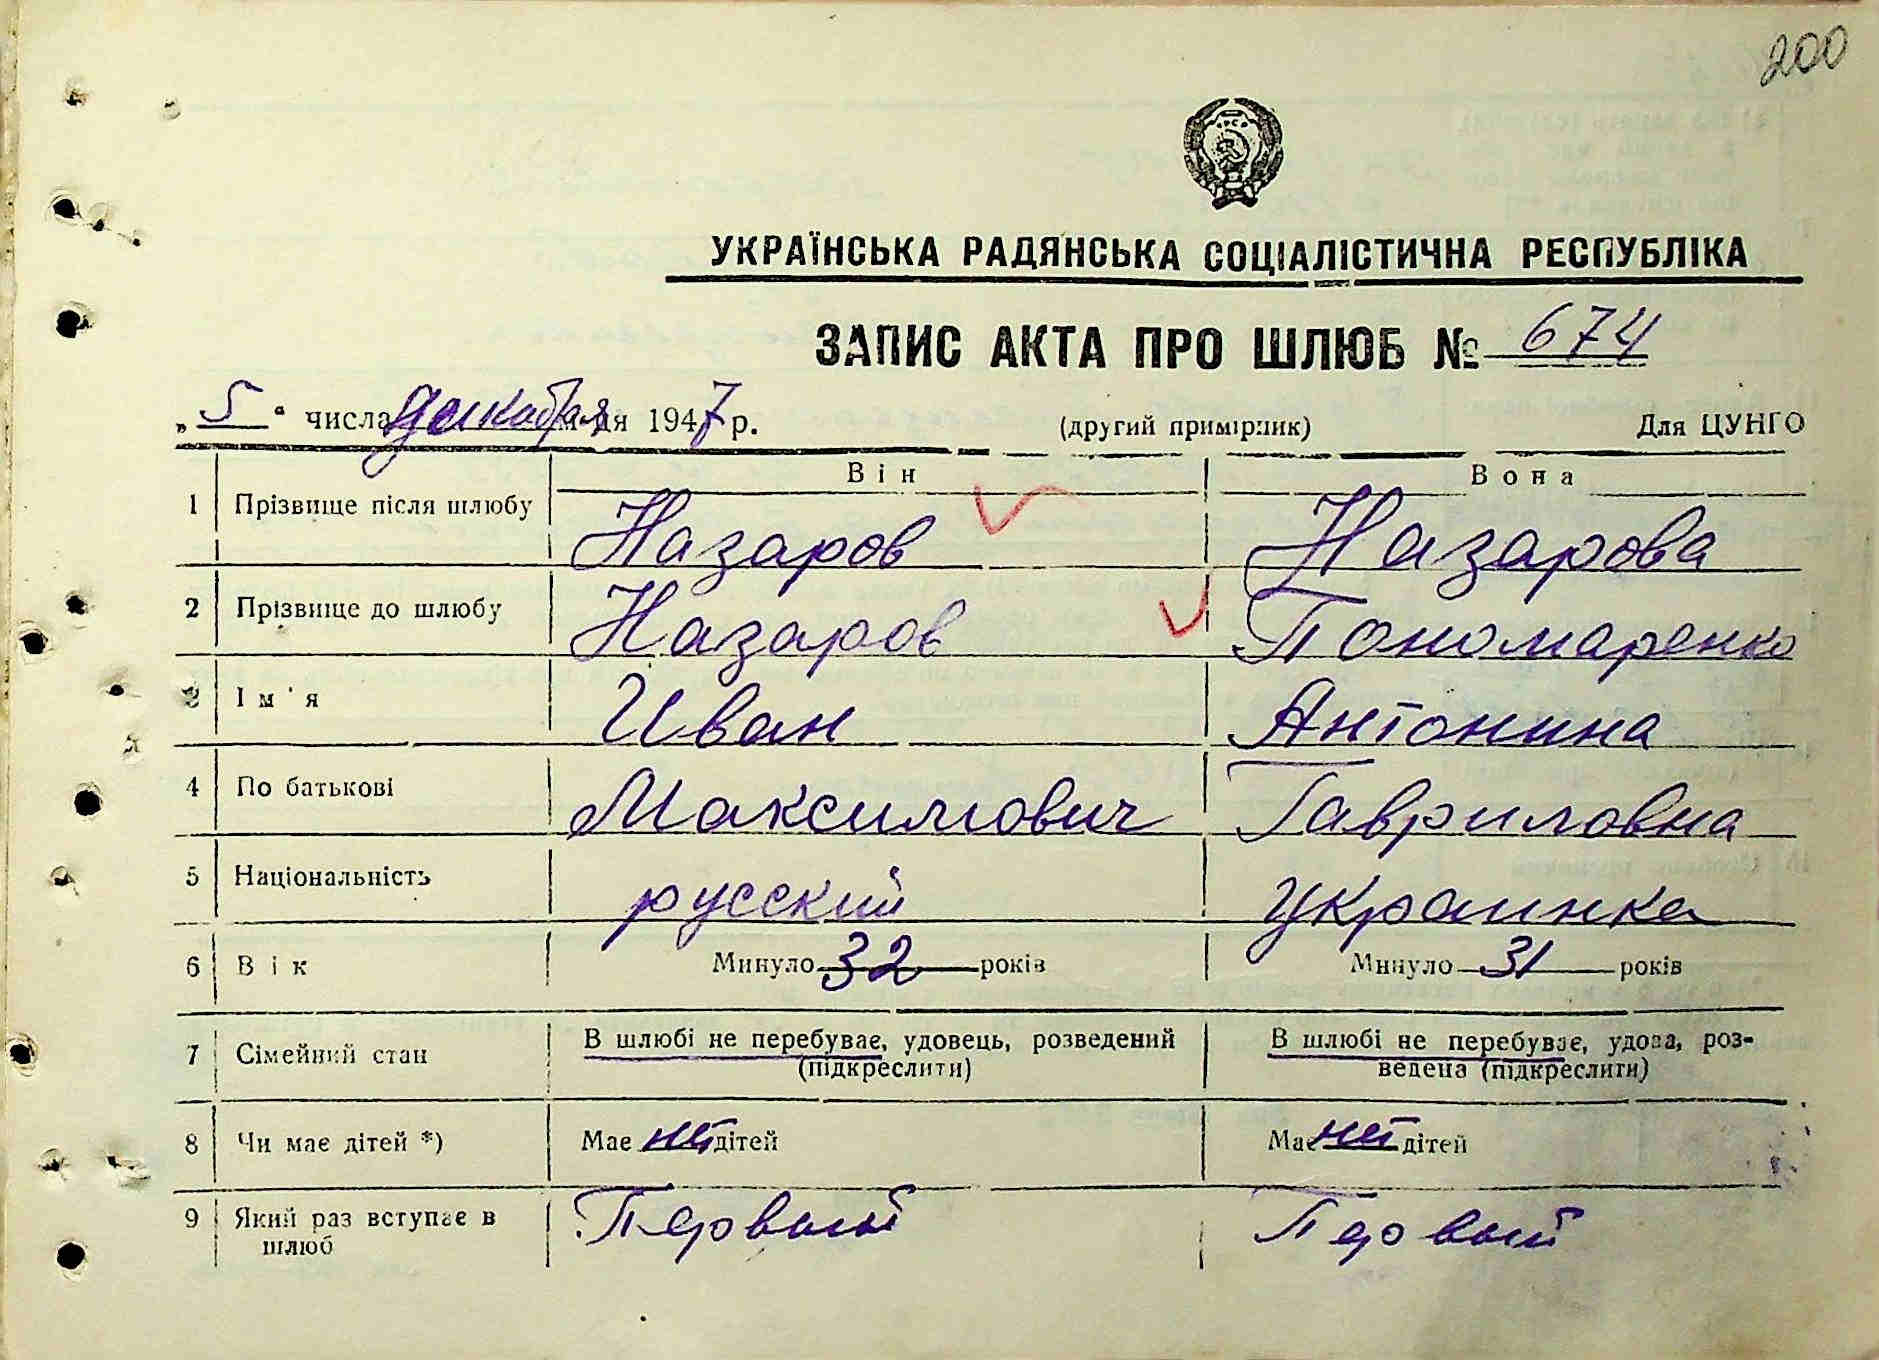 200
УКРАЇНСЬКА РАДЯНСЬКА СОЦІАЛІСТИЧНА РЕСПУБЛІКА
ЗАПИС АКТА ПРО ШЛЮБ № 674
„5“ числа декабря м-ця 1947 р. (другий примірник) Для ЦУНГО
Він Вона
1 Прізвище після шлюбу Назаров Назарова
2 Прізвище до шлюбу Назаров Пономаренко
3 Ім'я Иван Антонина
4 По батькові Максимович Гавриловна
5 Національність русский украинка
6 Вік Минуло 32 років Минуло 31 років
7 Сімейний стан В шлюбі не перебуває, удовець, розведений В шлюбі не перебуває, удова, роз-
(підкреслити) ведена (підкреслити)
8 Чи має дітей *) Має нет дітей Має нет дітей
9 Який раз вступає в Первый Первый
шлюб